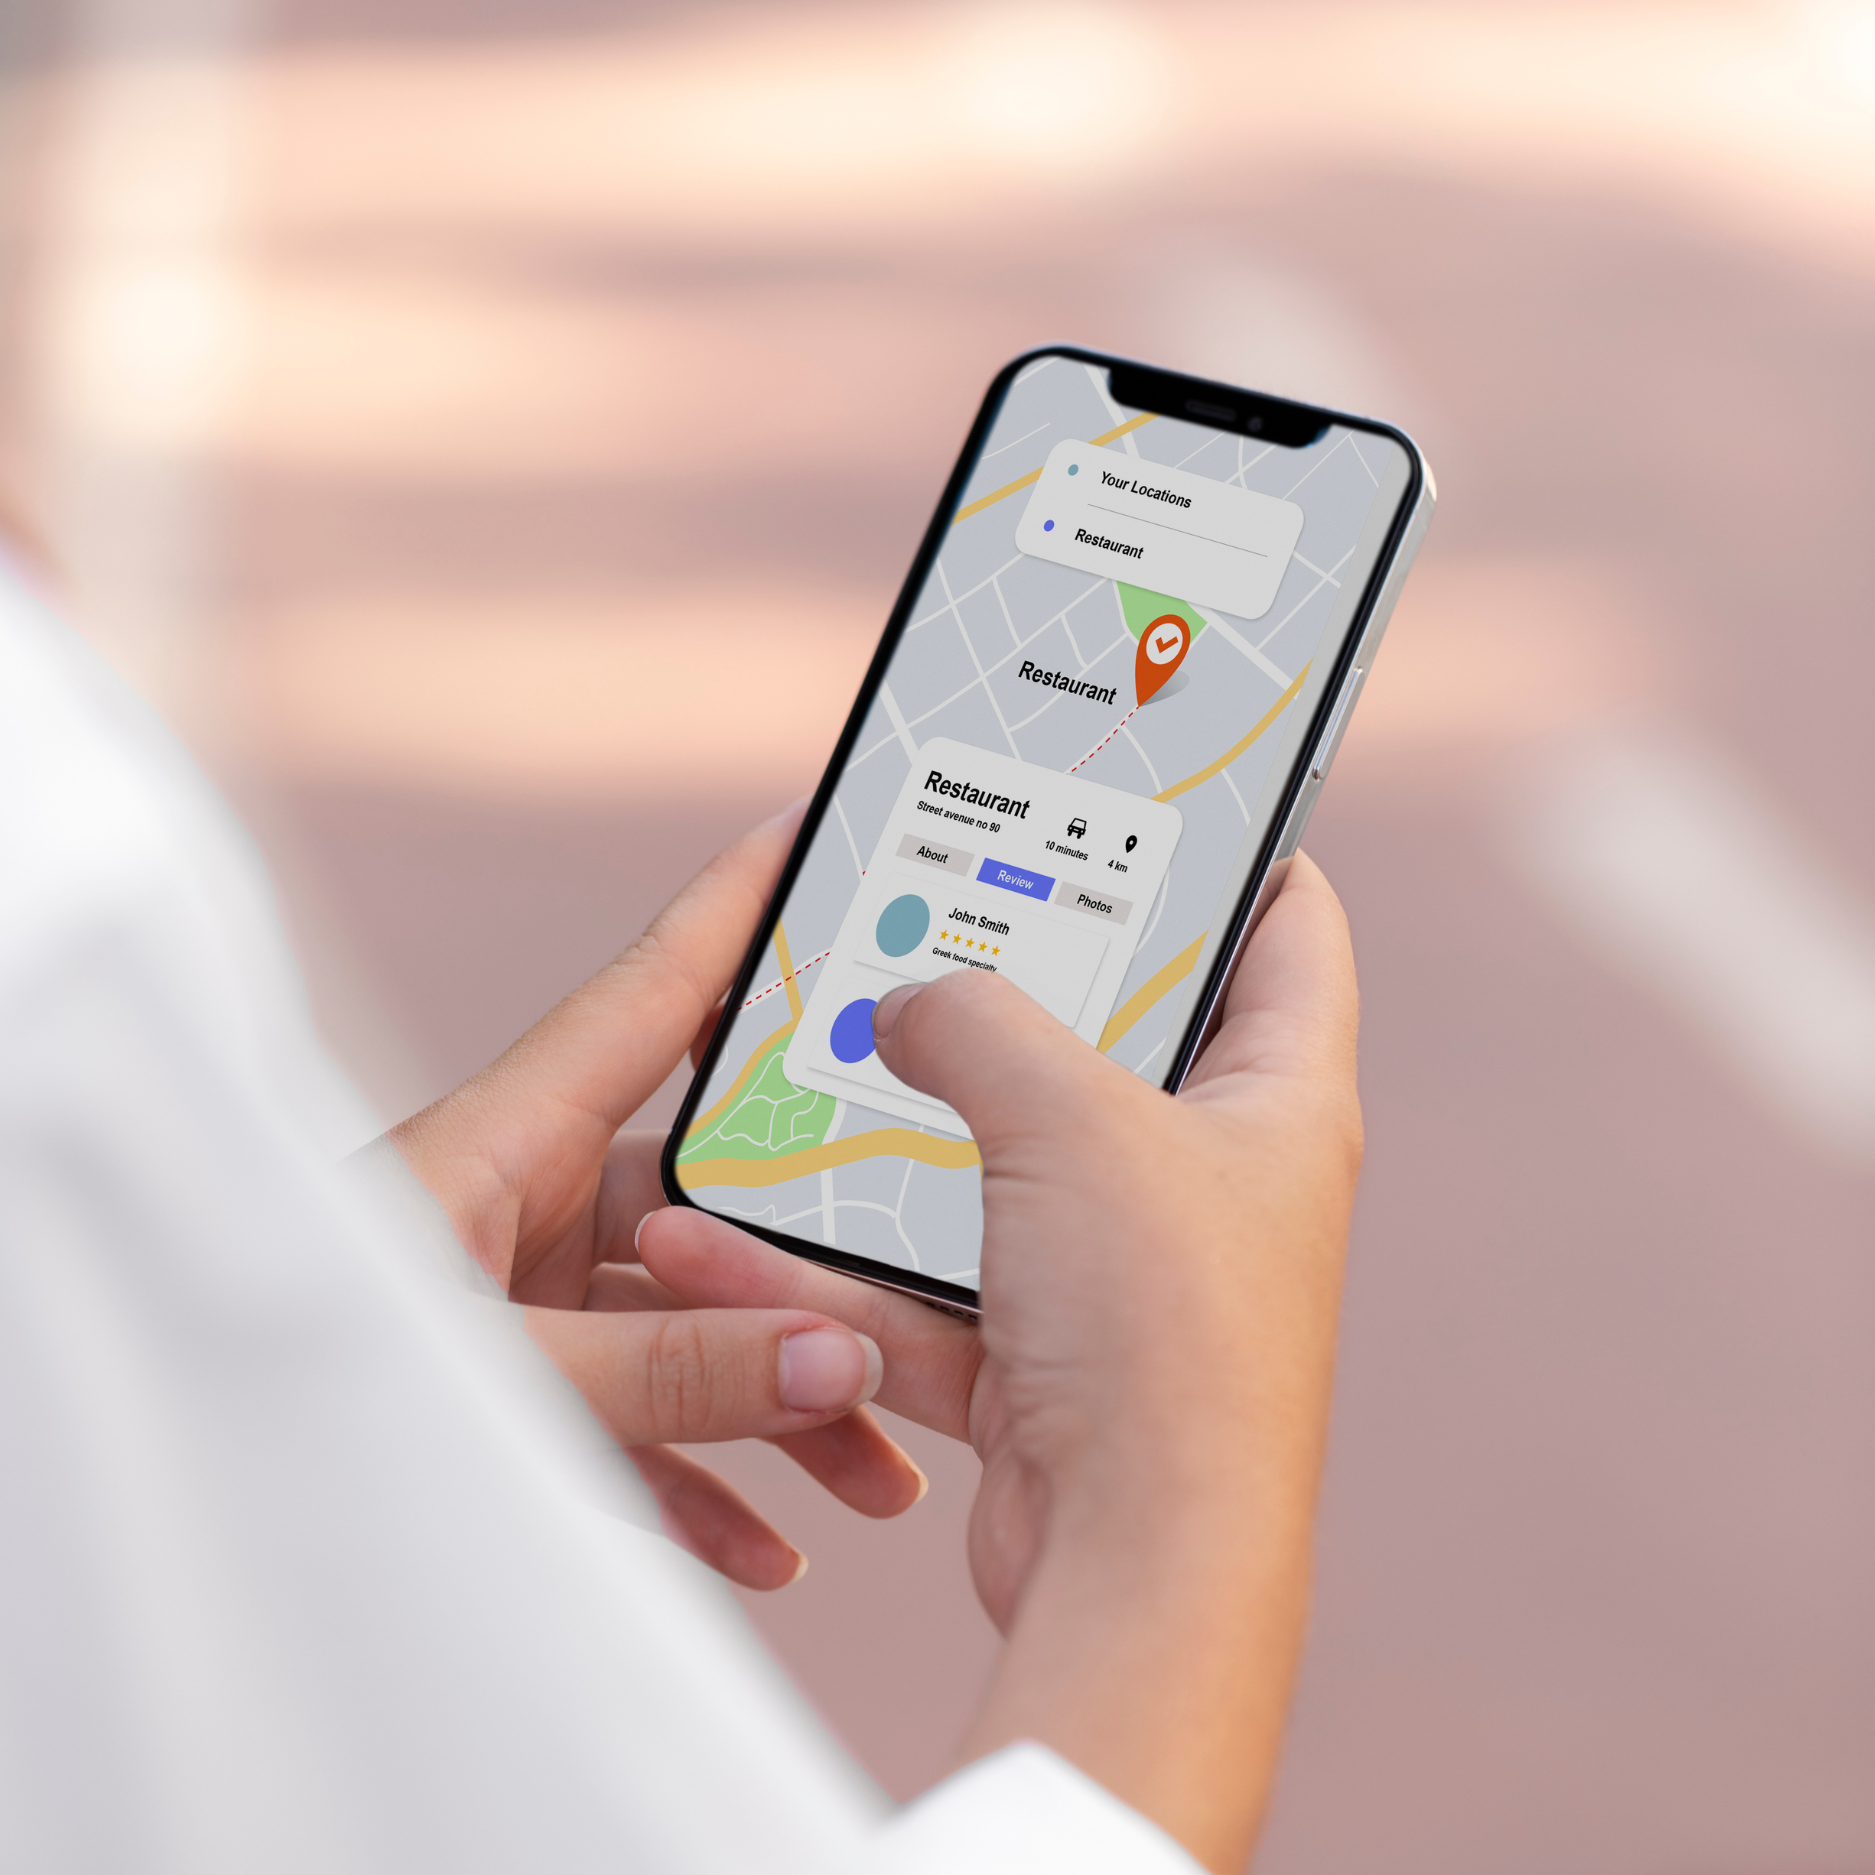 Your Locations
Restaurant
Restaurant
Restaurant
Street avenue no 90
10 minutes
4 km
About
Review
Photos
John Smith
Greek food specialty